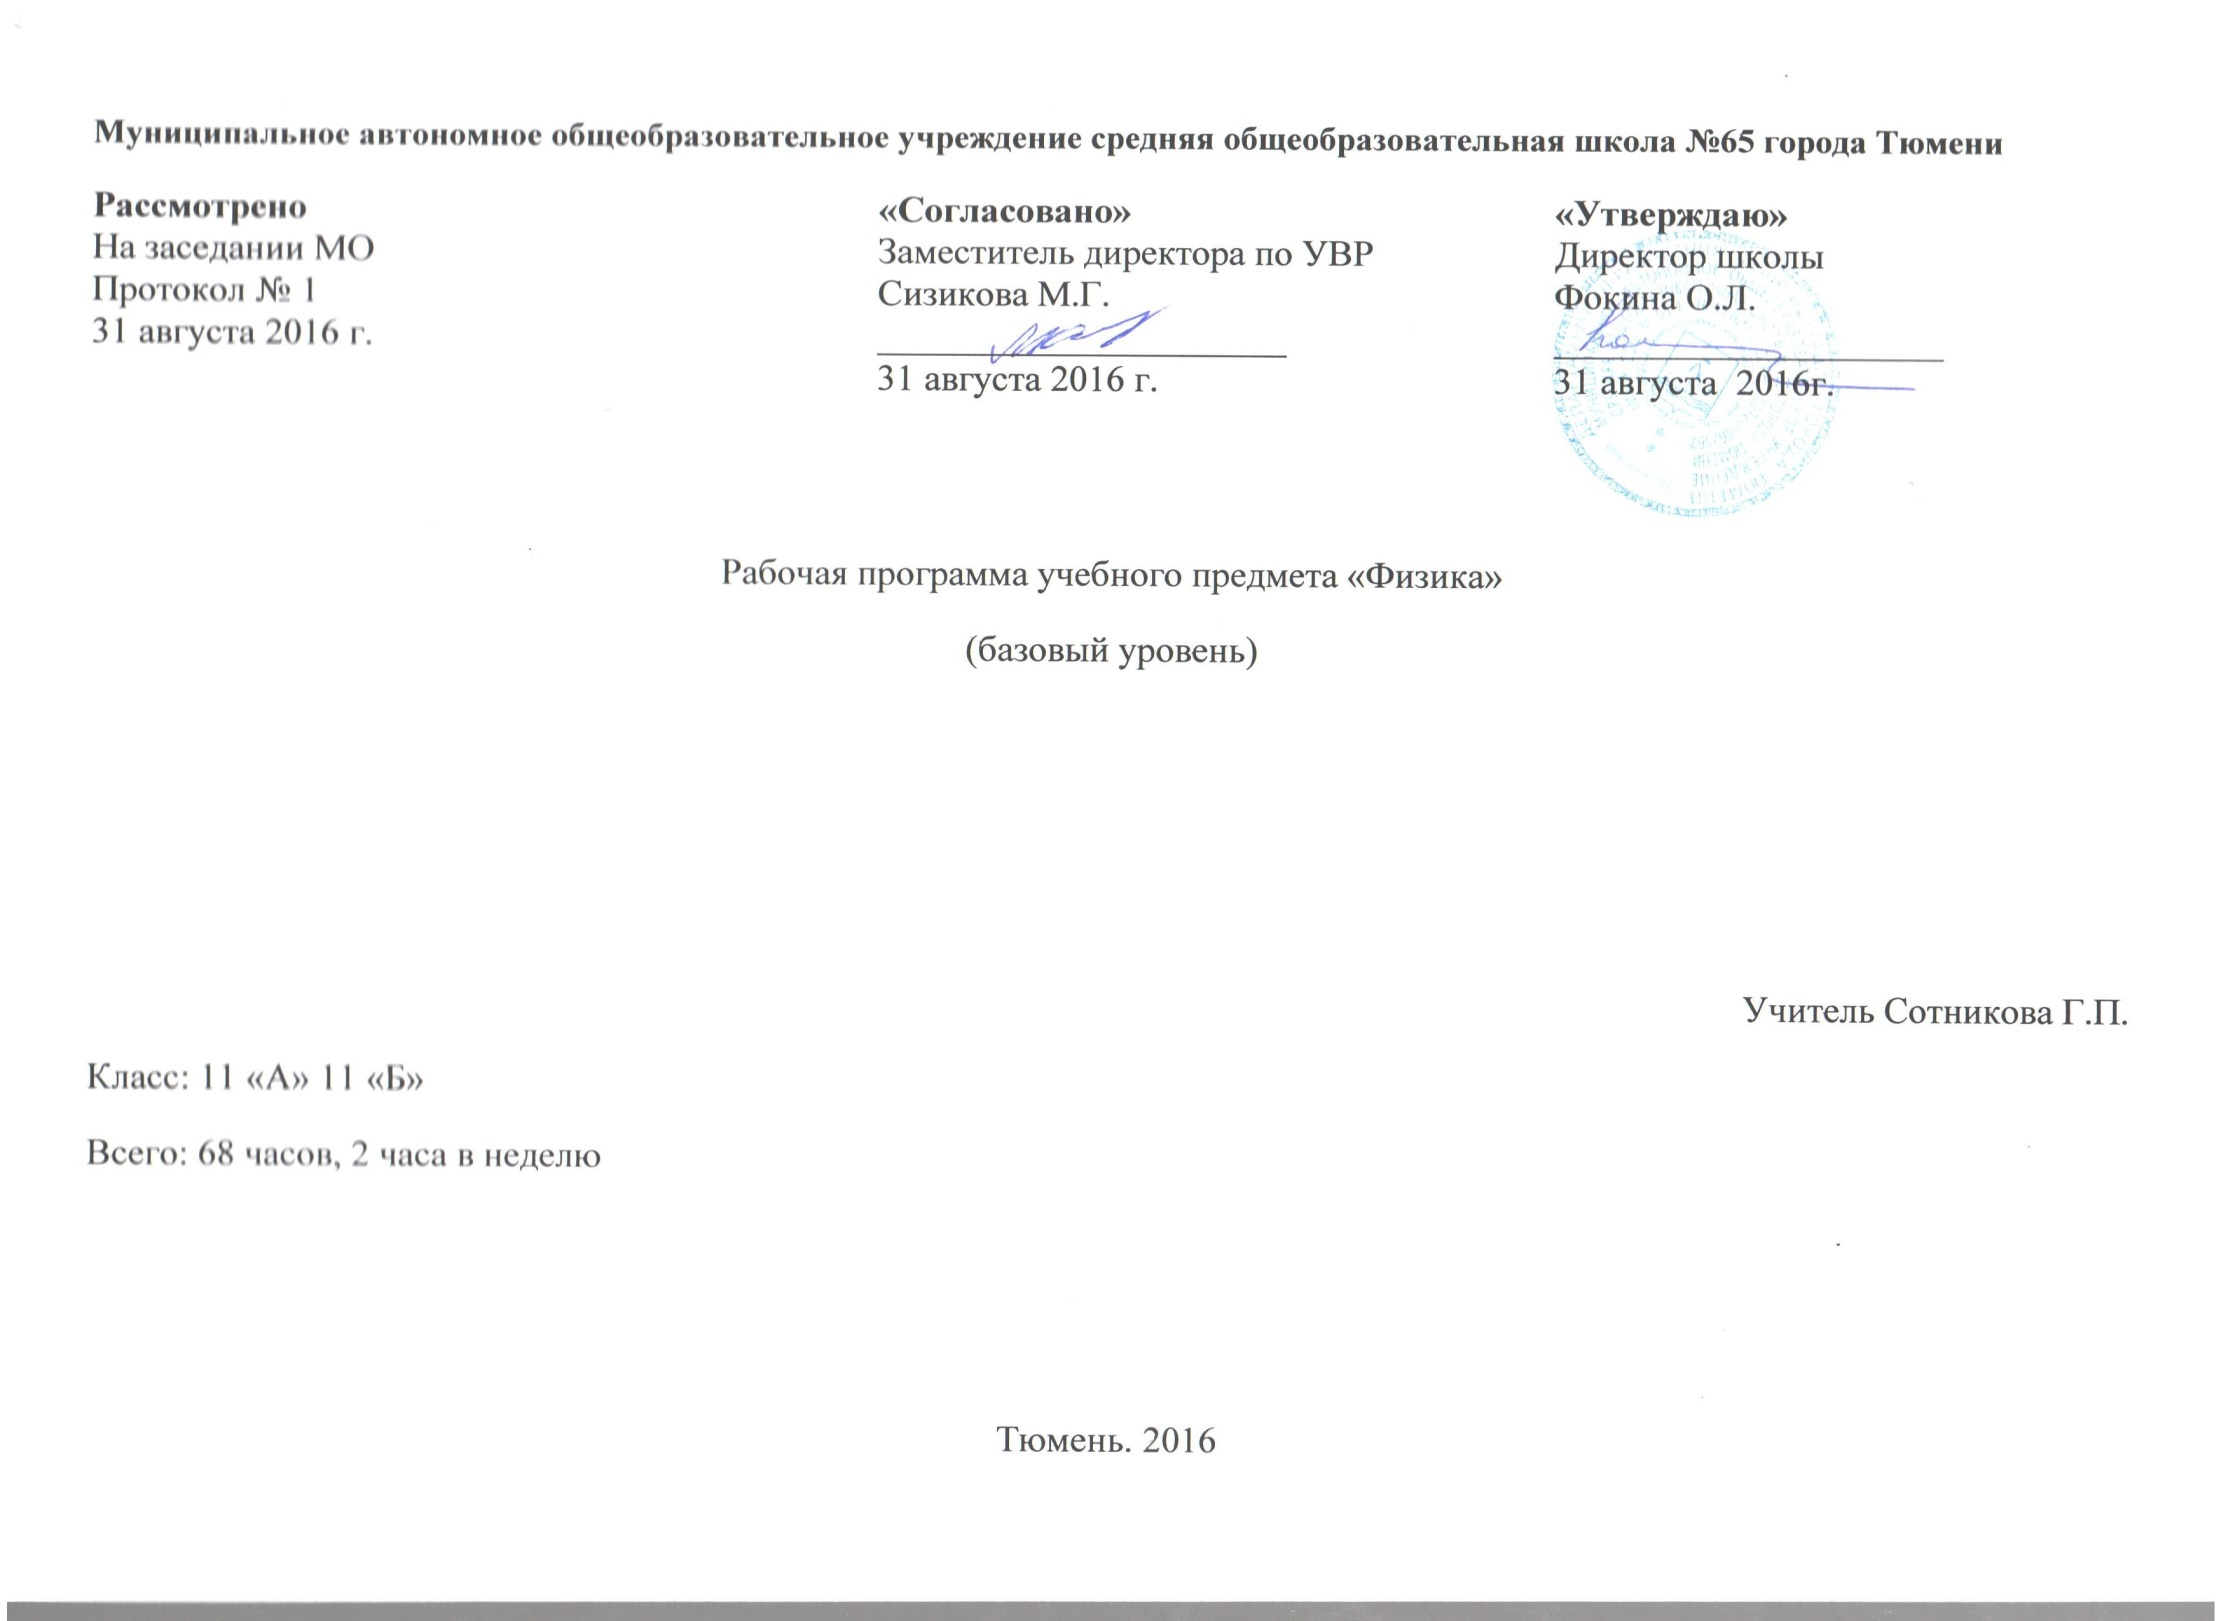 Муниципальное автономное общеобразовательное учреждение средняя общеобразовательная школа №65 города Тюмени
Рассмотрено
На заседании МО
Протокол № 1
31 августа 2016 г.
«Согласовано»
Заместитель директора по УВР
Сизикова М.Г.
31 августа 2016 г.
«Утверждаю»
Директор школы
Фокина О.Л.
31 августа 2016г.
Рабочая программа учебного предмета «Физика»
(базовый уровень)
Учитель Сотникова Г.П.
Класс: 11 «А» 11 «Б»
Всего: 68 часов, 2 часа в неделю
Тюмень. 2016